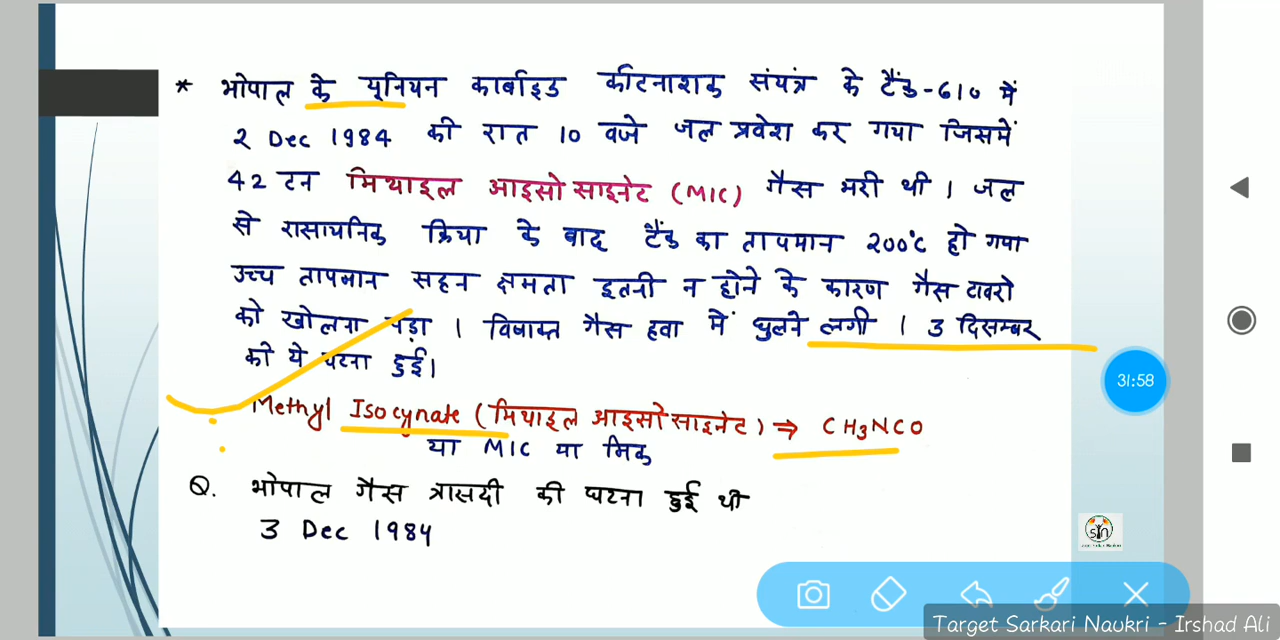 * भोपाल के यूनियन कार्बाइड कीटनाशक संयंत्र के टैंक-610 में
2 Dec 1984 की रात 10 बजे जल प्रवेश कर गया जिसमें
42 टन मिथाइल आइसो साइनेट (MIC) गैस भरी थी । जल
से रासायनिक क्रिया के बाद टैंक का तापमान 200°C हो गया
उच्च तापमान सहन क्षमता इतनी न होने के कारण गैस टावरो
को खोलना पड़ा । विषाक्त गैस हवा में घुलने लगी । 3 दिसम्बर
की ये घटना हुई।
31:58
Methyl Isocynate (मिथाइल आइसो साइनेट) ⇒ CH3NCO
या MIC या मिक
Q. भोपाल गैस त्रासदी की घटना हुई थी
3 Dec 1984
Target Sarkari Naukri - Irshad Ali